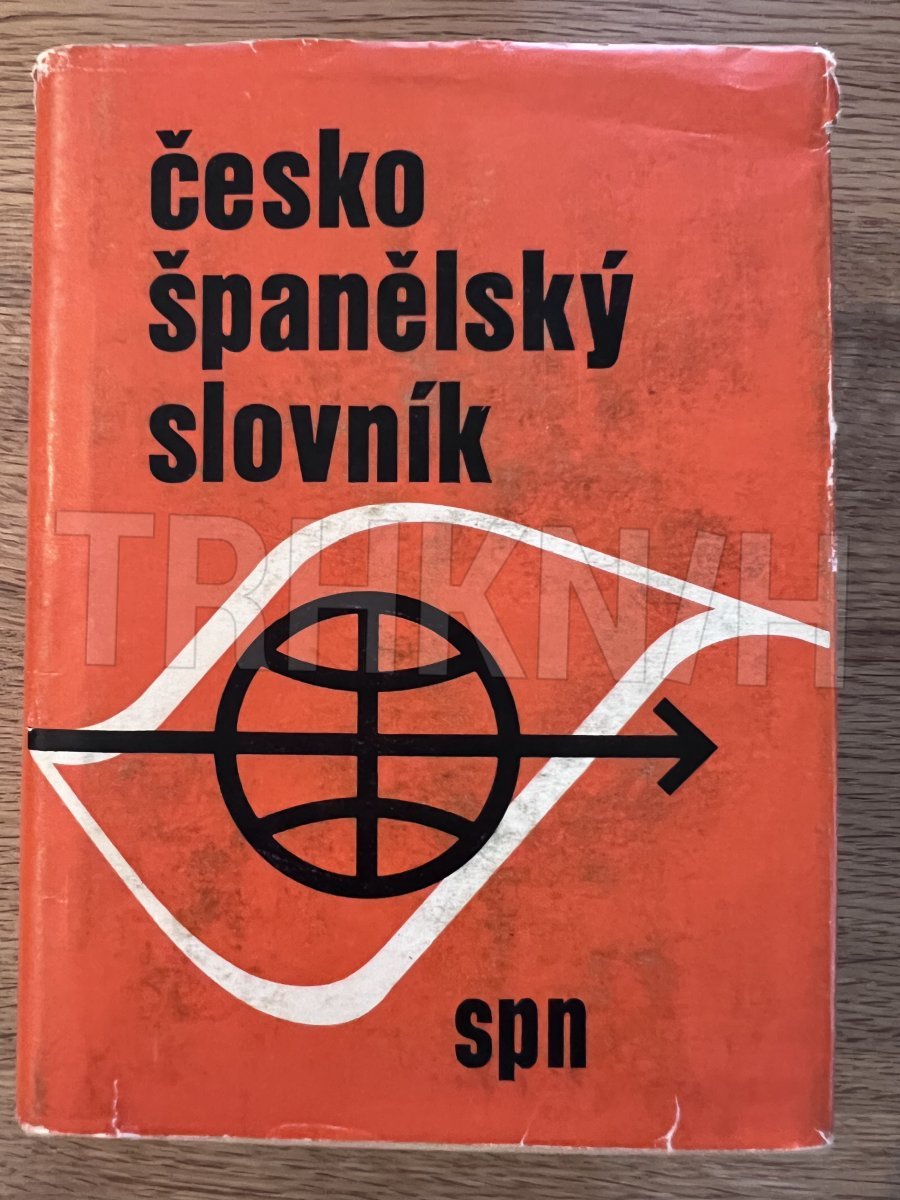 česko
španělský
slovník
TRHKNIH
spn